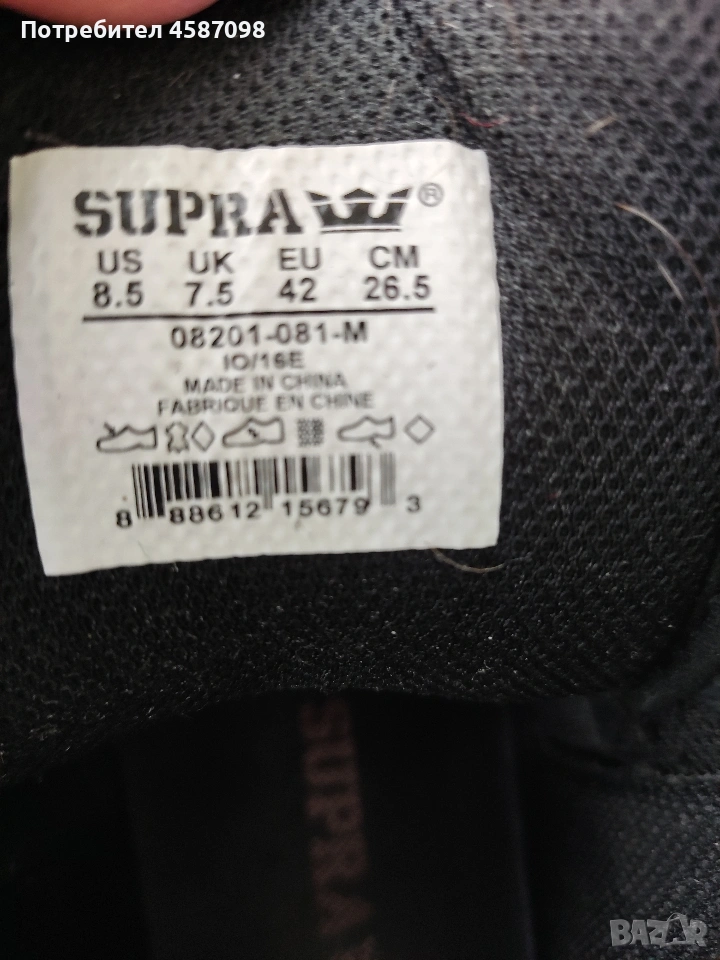 Потребител 4587098
SUPRA ®
US UK EU CM
8.5 7.5 42 26.5
08201-081-M
IO/16E
MADE IN CHINA
FABRIQUE EN CHINE
8 88612 15679 3
SUPRA
BAZAR